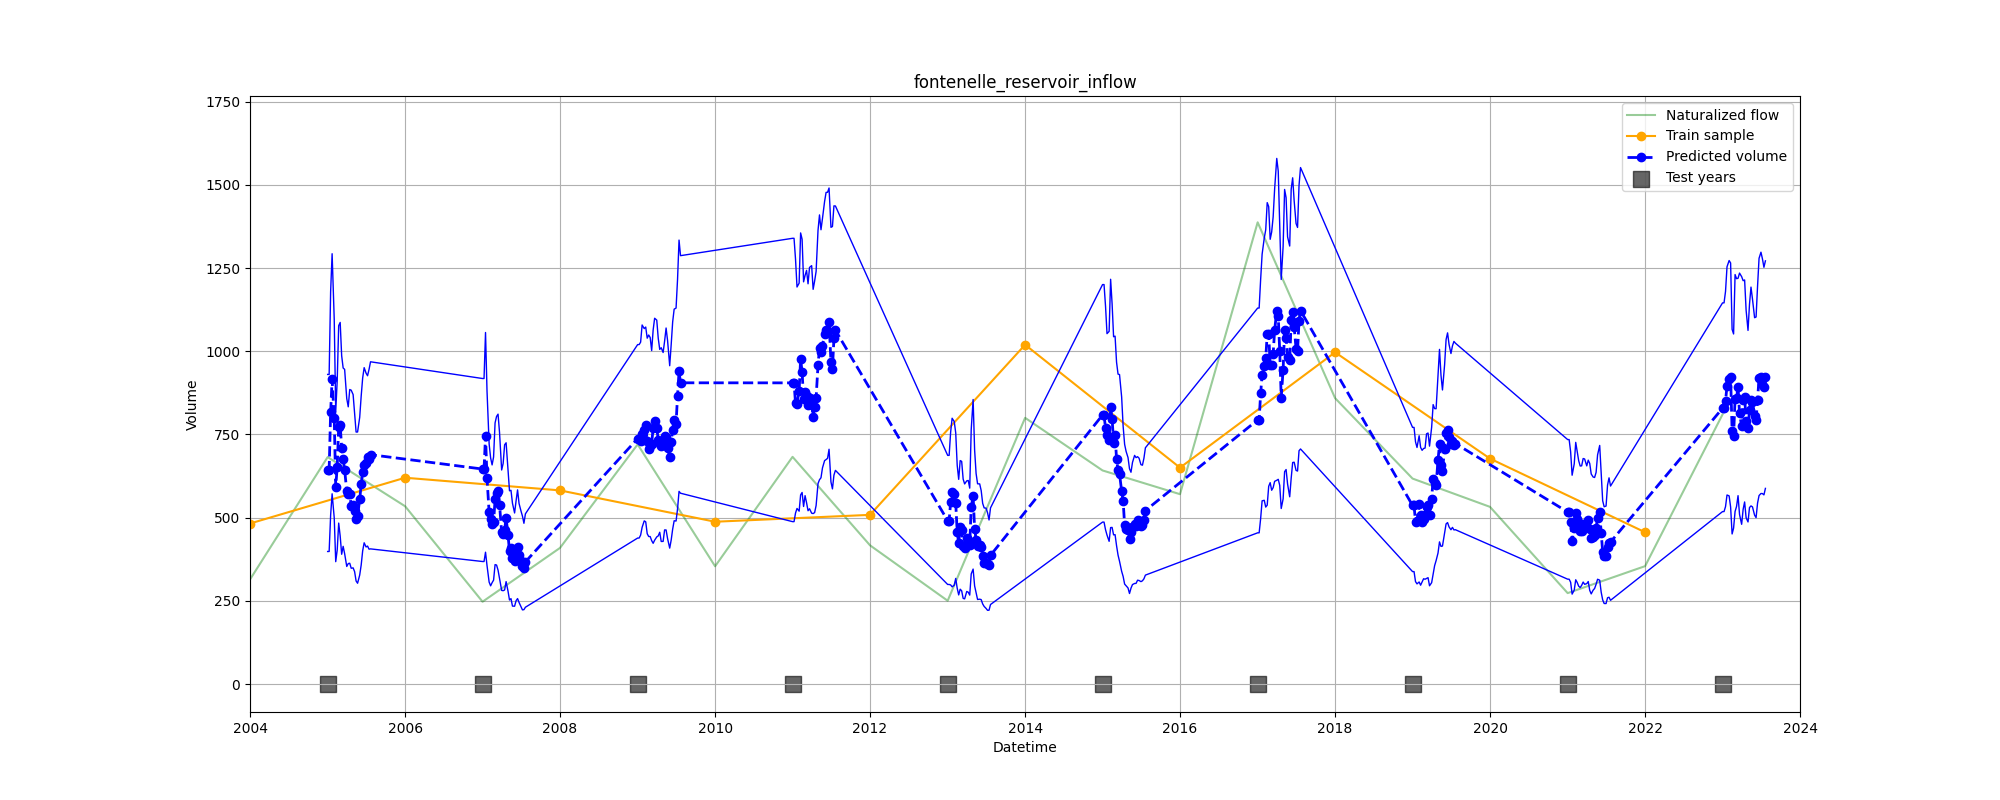 fontenelle_reservoir_inflow
1750
1500
1250
1000
750
500
250
0
Volume
Naturalized flow
Train sample
Predicted volume
Test years
2004 2006 2008 2010 2012 2014 2016 2018 2020 2022 2024
Datetime